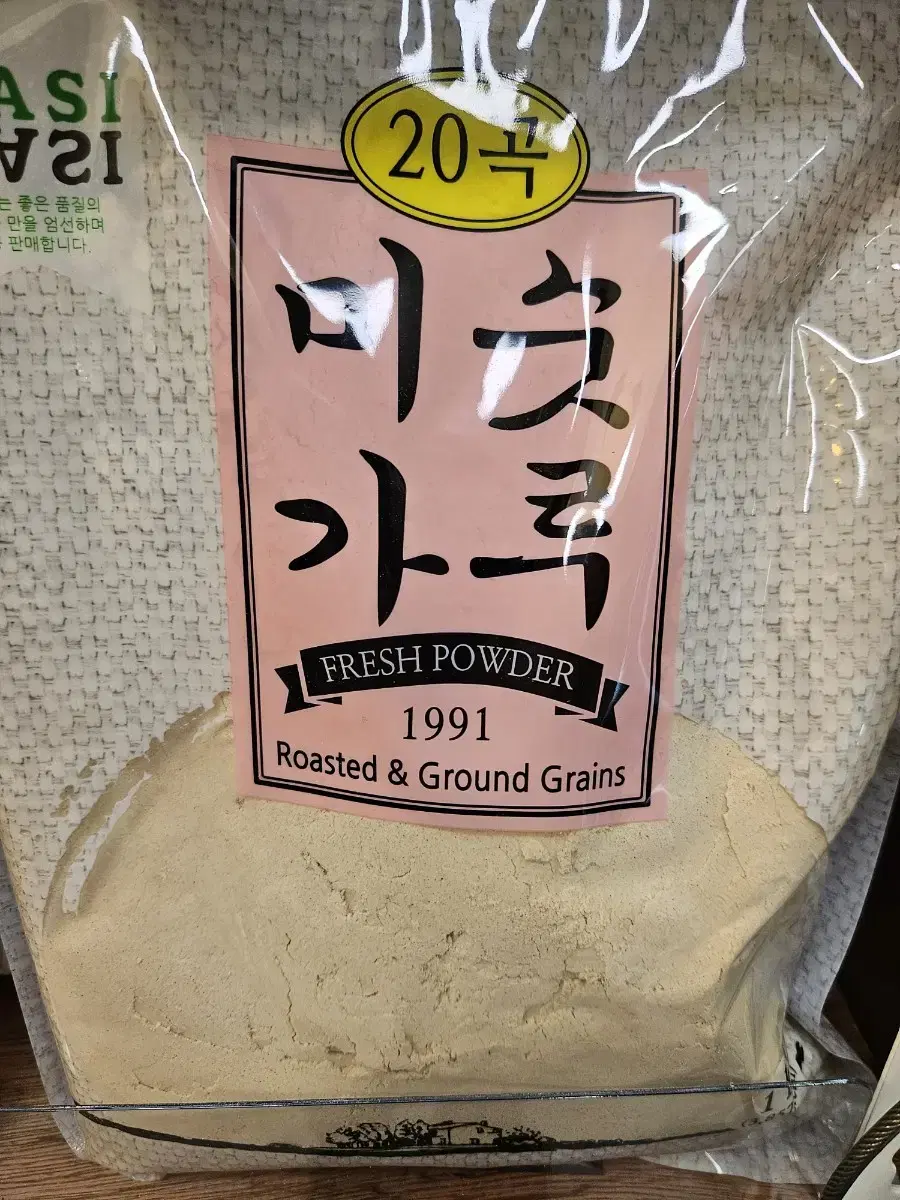 ASI
ASI
는 좋은 품질의
만을 엄선하며
판매합니다.
20곡
미숫
가루
FRESH POWDER
1991
Roasted & Ground Grains